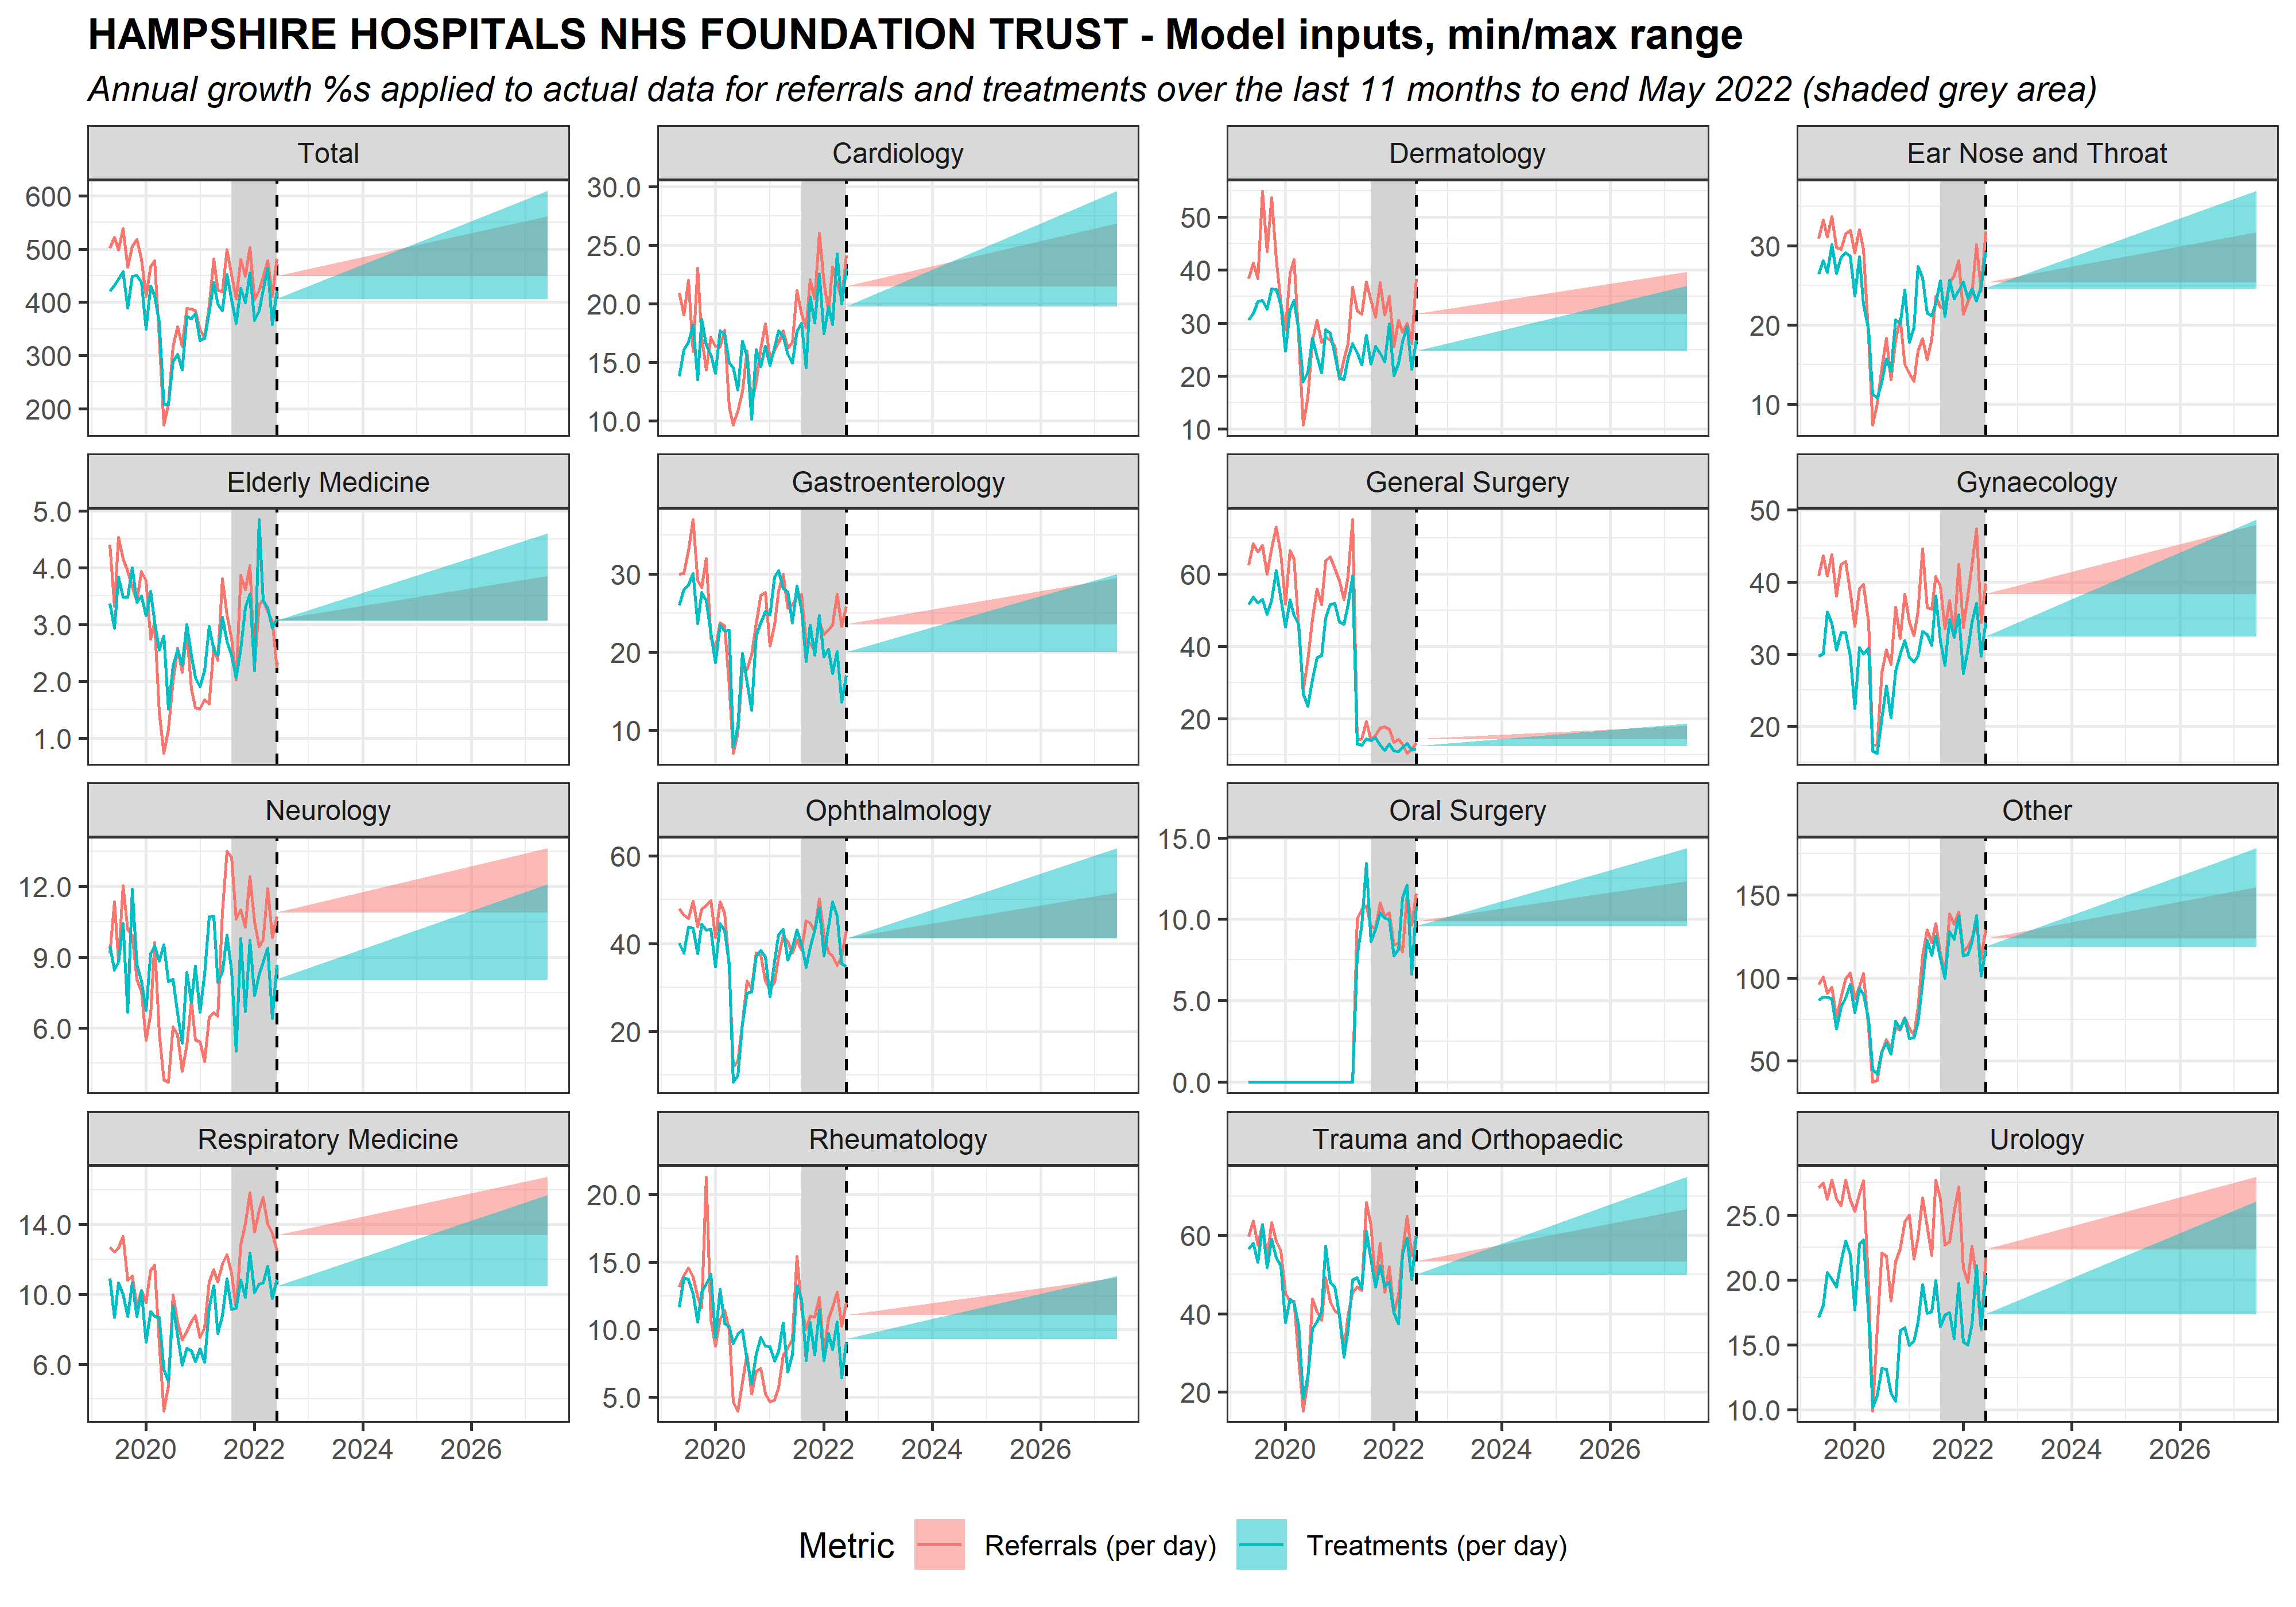 HAMPSHIRE HOSPITALS NHS FOUNDATION TRUST - Model inputs, min/max range
Annual growth %s applied to actual data for referrals and treatments over the last 11 months to end May 2022 (shaded grey area)
Total
Cardiology
Dermatology
Ear Nose and Throat
600
500
400
300
200
30.0
25.0
20.0
15.0
10.0
50
40
30
20
10
30
20
10
Elderly Medicine
Gastroenterology
General Surgery
Gynaecology
5.0
4.0
3.0
2.0
1.0
30
20
10
60
40
20
50
40
30
20
Neurology
Ophthalmology
Oral Surgery
Other
12.0
9.0
6.0
60
40
20
15.0
10.0
5.0
0.0
150
100
50
Respiratory Medicine
Rheumatology
Trauma and Orthopaedic
Urology
14.0
10.0
6.0
20.0
15.0
10.0
5.0
60
40
20
25.0
20.0
15.0
10.0
2020 2022 2024 2026
2020 2022 2024 2026
2020 2022 2024 2026
2020 2022 2024 2026
Metric Referrals (per day) Treatments (per day)